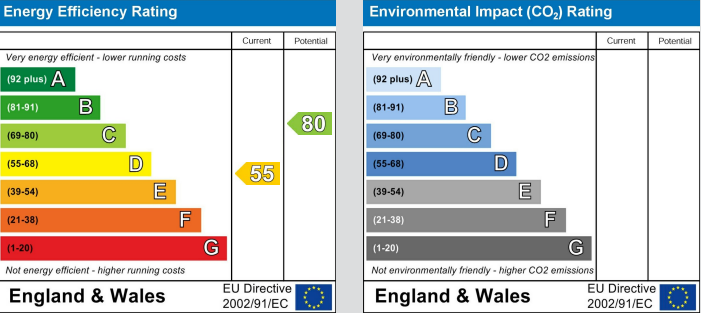 Energy Efficiency Rating
Current Potential
Very energy efficient - lower running costs
(92 plus) A
(81-91) B
(69-80) C
80
(55-68) D
55
(39-54) E
(21-38) F
(1-20) G
Not energy efficient - higher running costs
England & Wales
EU Directive
2002/91/EC
Environmental Impact (CO2) Rating
Current Potential
Very environmentally friendly - lower CO2 emissions
(92 plus) A
(81-91) B
(69-80) C
(55-68) D
(39-54) E
(21-38) F
(1-20) G
Not environmentally friendly - higher CO2 emissions
England & Wales
EU Directive
2002/91/EC